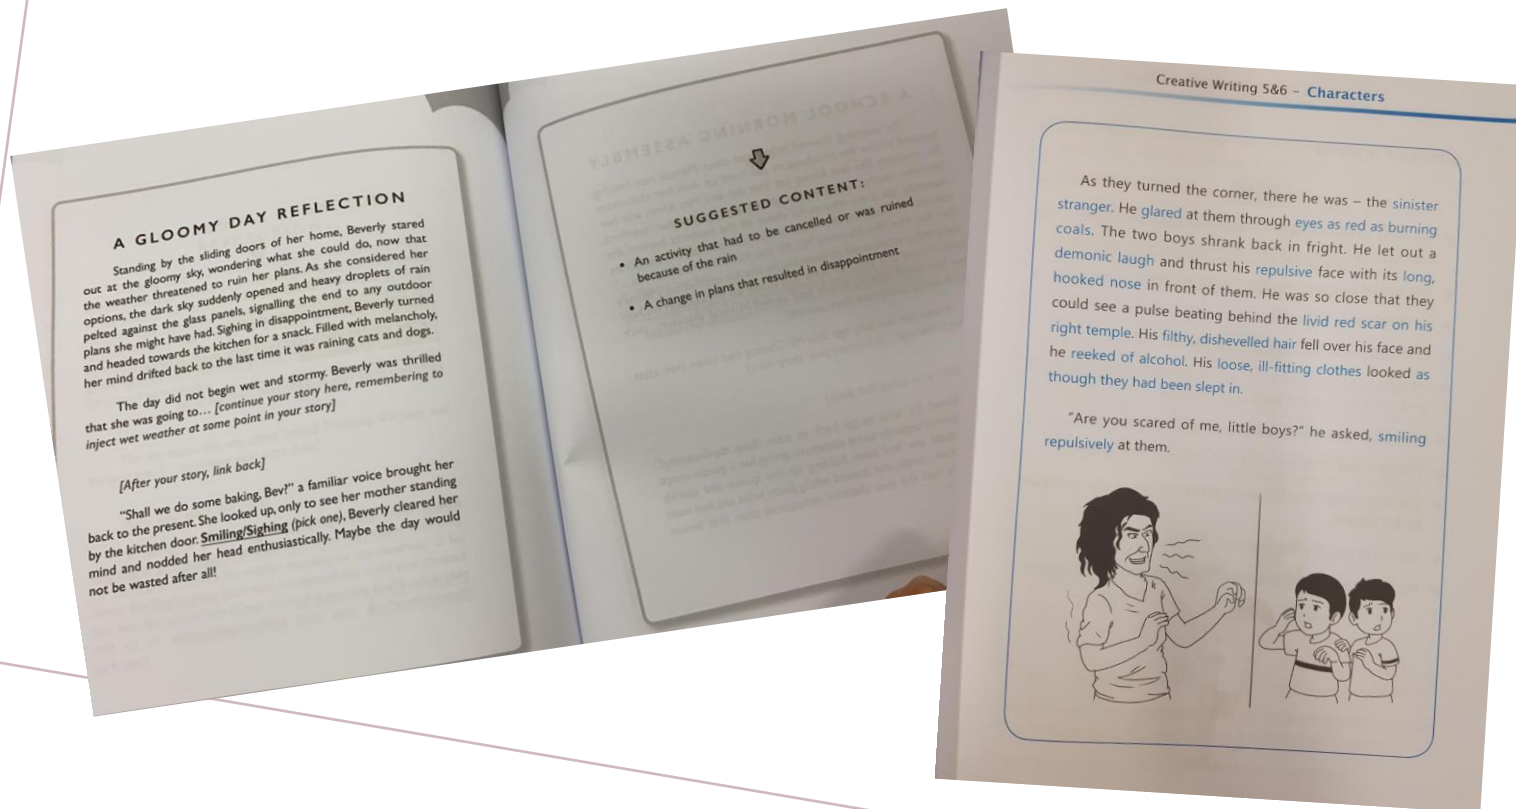 A GLOOMY DAY REFLECTION
Standing by the sliding doors of her home, Beverly stared
out at the gloomy sky, wondering what she could do, now that
the weather threatened to ruin her plans. As she considered her
options, the dark sky suddenly opened and heavy droplets of rain
pelted against the glass panels, signalling the end to any outdoor
plans she might have had. Sighing in disappointment, Beverly turned
and headed towards the kitchen for a snack. Filled with melancholy,
her mind drifted back to the last time it was raining cats and dogs.
The day did not begin wet and stormy. Beverly was thrilled
that she was going to... [continue your story here, remembering to
inject wet weather at some point in your story]
[After your story, link back]
"Shall we do some baking, Bev?" a familiar voice brought her
back to the present. She looked up, only to see her mother standing
by the kitchen door. Smiling/Sighing (pick one), Beverly cleared her
mind and nodded her head enthusiastically. Maybe the day would
not be wasted after all!
SUGGESTED CONTENT:
• An activity that had to be cancelled or was ruined
because of the rain
• A change in plans that resulted in disappointment
Creative Writing 5&6 – Characters
As they turned the corner, there he was – the sinister
stranger. He glared at them through eyes as red as burning
coals. The two boys shrank back in fright. He let out a
demonic laugh and thrust his repulsive face with its long,
hooked nose in front of them. He was so close that they
could see a pulse beating behind the livid red scar on his
right temple. His filthy, dishevelled hair fell over his face and
he reeked of alcohol. His loose, ill-fitting clothes looked as
though they had been slept in.
"Are you scared of me, little boys?" he asked, smiling
repulsively at them.